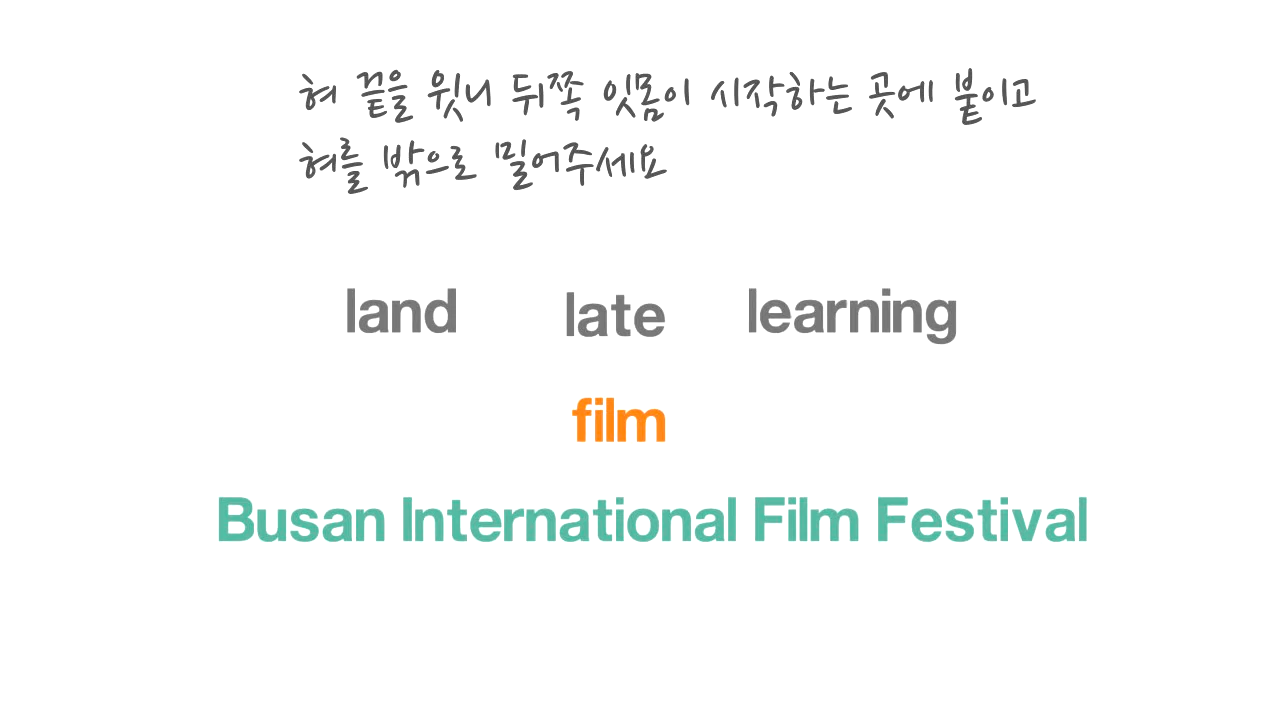 혀 끝을 윗니 뒤쪽 잇몸이 시작하는 곳에 붙이고
혀를 밖으로 밀어주세요
land late learning
film
Busan International Film Festival